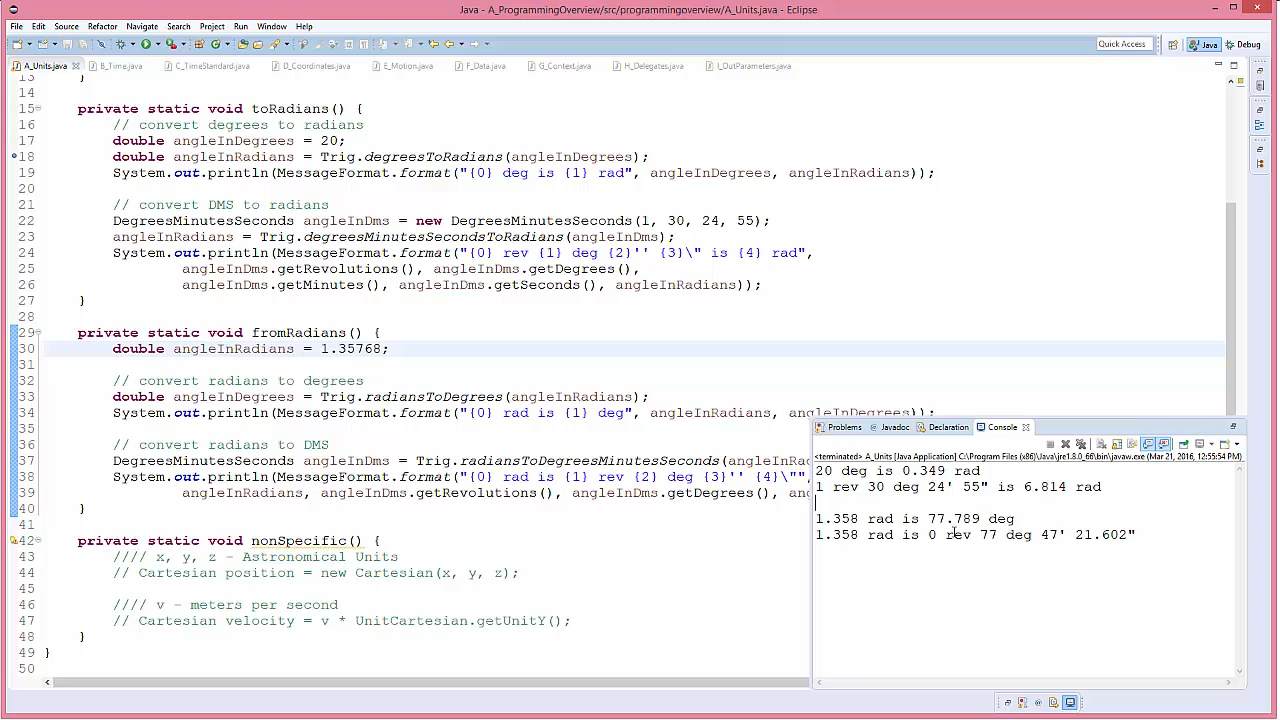 Java - A_ProgrammingOverview/src/programmingoverview/A_Units.java - Eclipse
File Edit Source Refactor Navigate Search Project Run Window Help
Quick Access Java Debug
A_Units.java B_Time.java C_TimeStandard.java D_Coordinates.java E_Motion.java F_Data.java G_Context.java H_Delegates.java I_OutParameters.java
13 }
14
15 private static void toRadians() {
16 // convert degrees to radians
17 double angleInDegrees = 20;
18 double angleInRadians = Trig.degreesToRadians(angleInDegrees);
19 System.out.println(MessageFormat.format("{0} deg is {1} rad", angleInDegrees, angleInRadians));
20
21 // convert DMS to radians
22 DegreesMinutesSeconds angleInDms = new DegreesMinutesSeconds(1, 30, 24, 55);
23 angleInRadians = Trig.degreesMinutesSecondsToRadians(angleInDms);
24 System.out.println(MessageFormat.format("{0} rev {1} deg {2}'' {3}\" is {4} rad",
25 angleInDms.getRevolutions(), angleInDms.getDegrees(),
26 angleInDms.getMinutes(), angleInDms.getSeconds(), angleInRadians));
27 }
28
29 private static void fromRadians() {
30 double angleInRadians = 1.35768;
31
32 // convert radians to degrees
33 double angleInDegrees = Trig.radiansToDegrees(angleInRadians);
34 System.out.println(MessageFormat.format("{0} rad is {1} deg", angleInRadians, angleInDegrees));
35
36 // convert radians to DMS
37 DegreesMinutesSeconds angleInDms = Trig.radiansToDegreesMinutesSeconds(angleInRa
38 System.out.println(MessageFormat.format("{0} rad is {1} rev {2} deg {3}'' {4}\"",
39 angleInRadians, angleInDms.getRevolutions(), angleInDms.getDegrees(), an
40 }
41
42 private static void nonSpecific() {
43 //// x, y, z - Astronomical Units
44 // Cartesian position = new Cartesian(x, y, z);
45
46 //// v - meters per second
47 // Cartesian velocity = v * UnitCartesian.getUnitY();
48 }
49 }
50
Problems @ Javadoc Declaration Console
<terminated> A_Units [Java Application] C:\Program Files (x86)\Java\jre1.8.0_66\bin\javaw.exe (Mar 21, 2016, 12:55:54 PM)
20 deg is 0.349 rad
1 rev 30 deg 24' 55" is 6.814 rad
1.358 rad is 77.789 deg
1.358 rad is 0 rev 77 deg 47' 21.602"